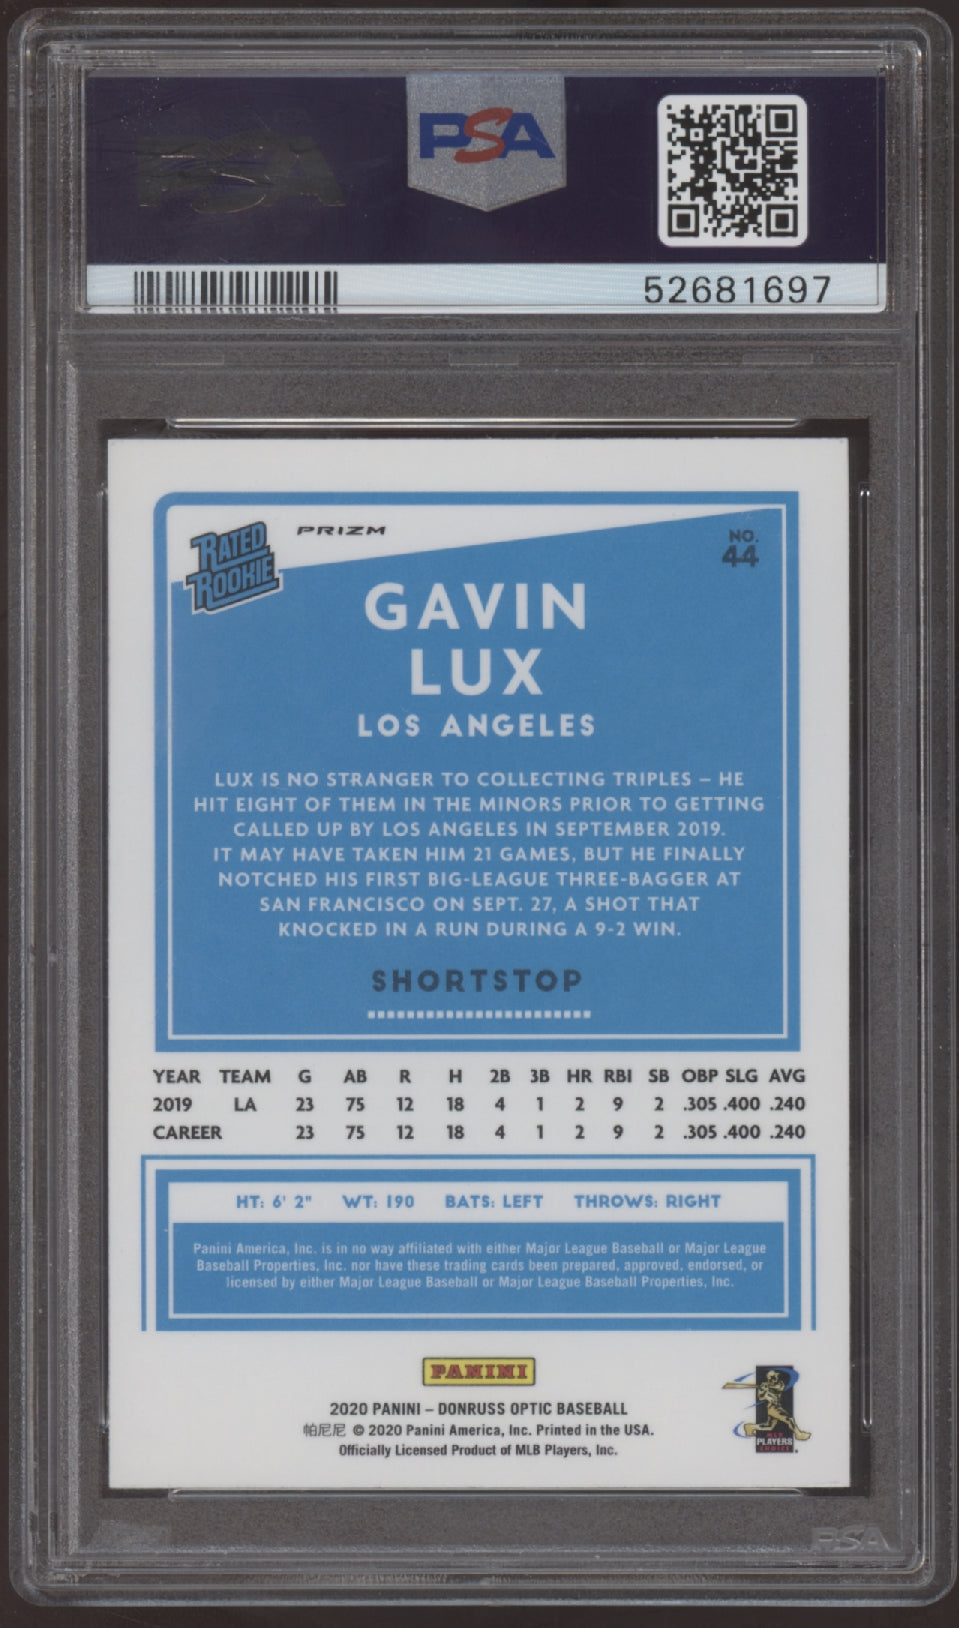 PSA
PSA
52681697
RATED
ROOKIE
PRIZM
NO.
44
GAVIN
LUX
LOS ANGELES
LUX IS NO STRANGER TO COLLECTING TRIPLES – HE
HIT EIGHT OF THEM IN THE MINORS PRIOR TO GETTING
CALLED UP BY LOS ANGELES IN SEPTEMBER 2019.
IT MAY HAVE TAKEN HIM 21 GAMES, BUT HE FINALLY
NOTCHED HIS FIRST BIG-LEAGUE THREE-BAGGER AT
SAN FRANCISCO ON SEPT. 27, A SHOT THAT
KNOCKED IN A RUN DURING A 9-2 WIN.
SHORTSTOP
YEAR TEAM G AB R H 2B 3B HR RBI SB OBP SLG AVG
2019 LA 23 75 12 18 4 1 2 9 2 .305 .400 .240
CAREER 23 75 12 18 4 1 2 9 2 .305 .400 .240
HT: 6' 2" WT: 190 BATS: LEFT THROWS: RIGHT
Panini America, Inc. is in no way affiliated with either Major League Baseball or Major League
Baseball Properties, Inc. nor have these trading cards been prepared, approved, endorsed, or
licensed by either Major League Baseball or Major League Baseball Properties, Inc.
PANINI
2020 PANINI – DONRUSS OPTIC BASEBALL
帕尼尼 © 2020 Panini America, Inc. Printed in the USA.
Officially Licensed Product of MLB Players, Inc.
MLB
PLAYERS
CHOICE
PSA